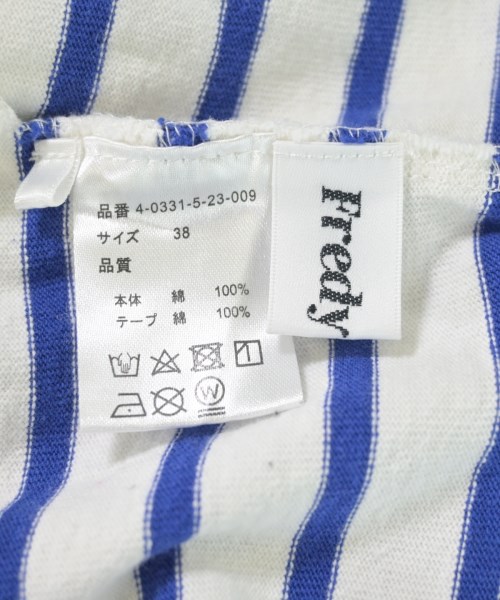 品番 4-0331-5-23-009
サイズ 38
品質
本体 綿 100%
テープ 綿 100%
W
Fredy